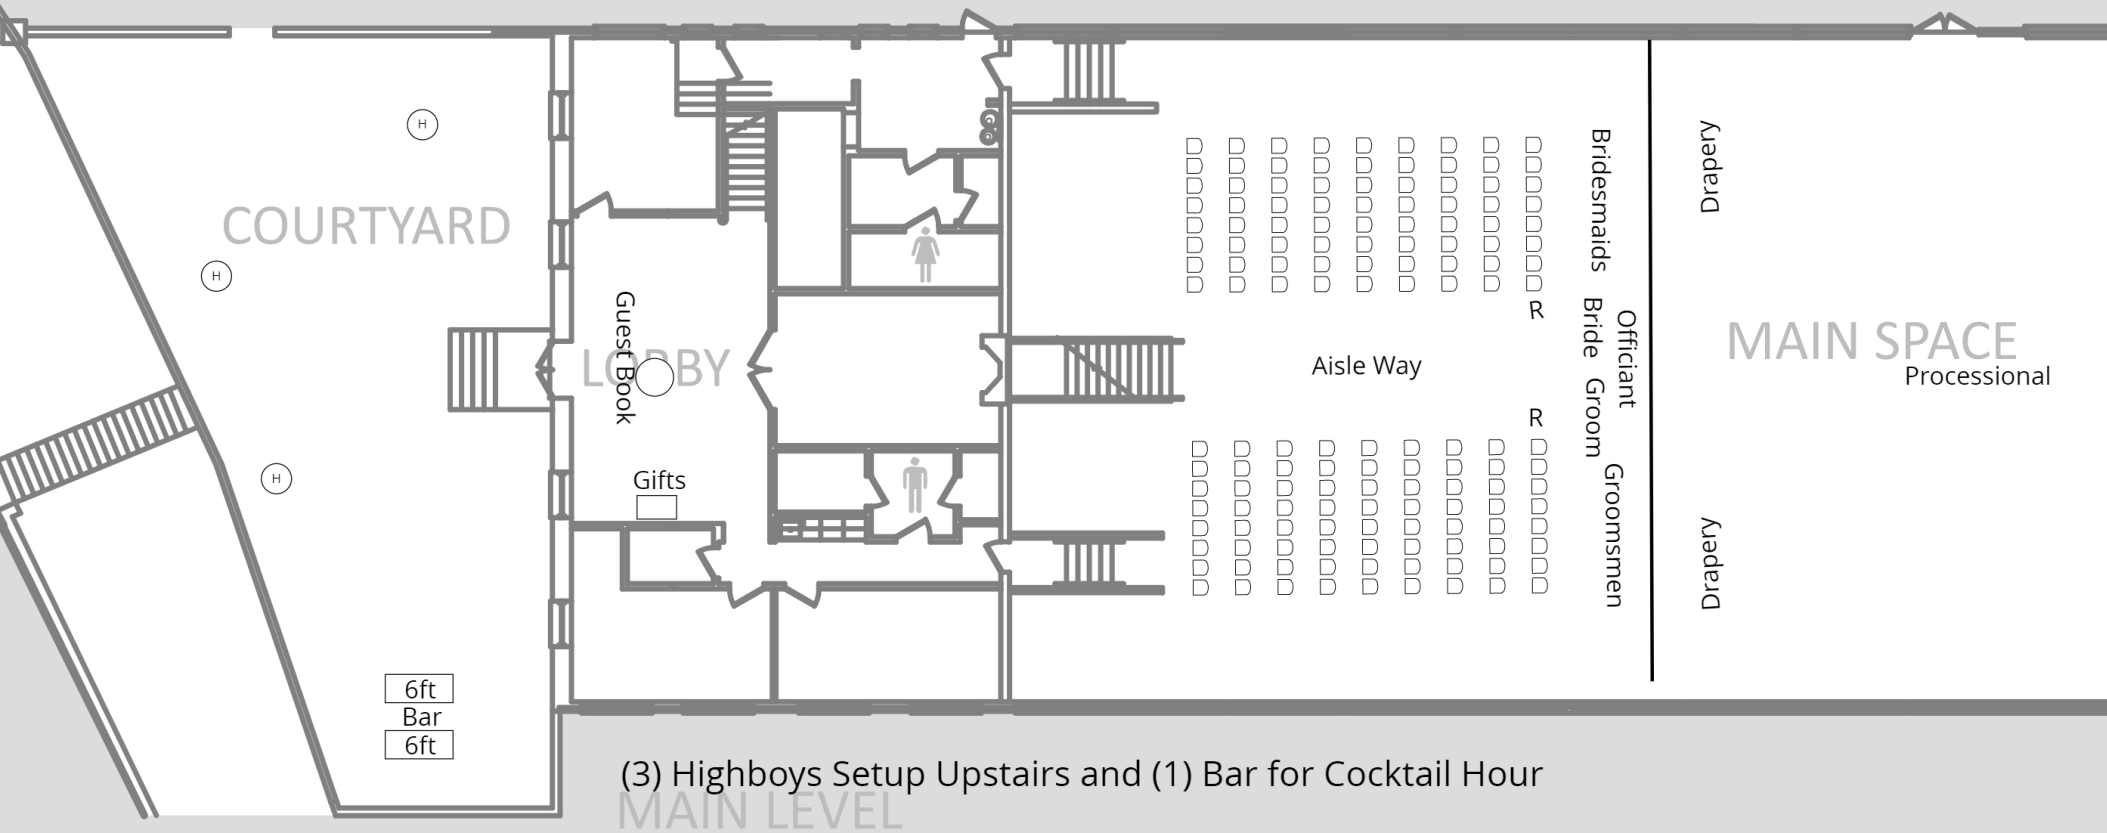 H
COURTYARD
H
H
6ft
Bar
6ft
Guest Book
LOBBY
Gifts
Aisle Way
R
R
Bridesmaids
Bride
Groom
Officiant
Groomsmen
Drapery
Drapery
MAIN SPACE
Processional
(3) Highboys Setup Upstairs and (1) Bar for Cocktail Hour
MAIN LEVEL